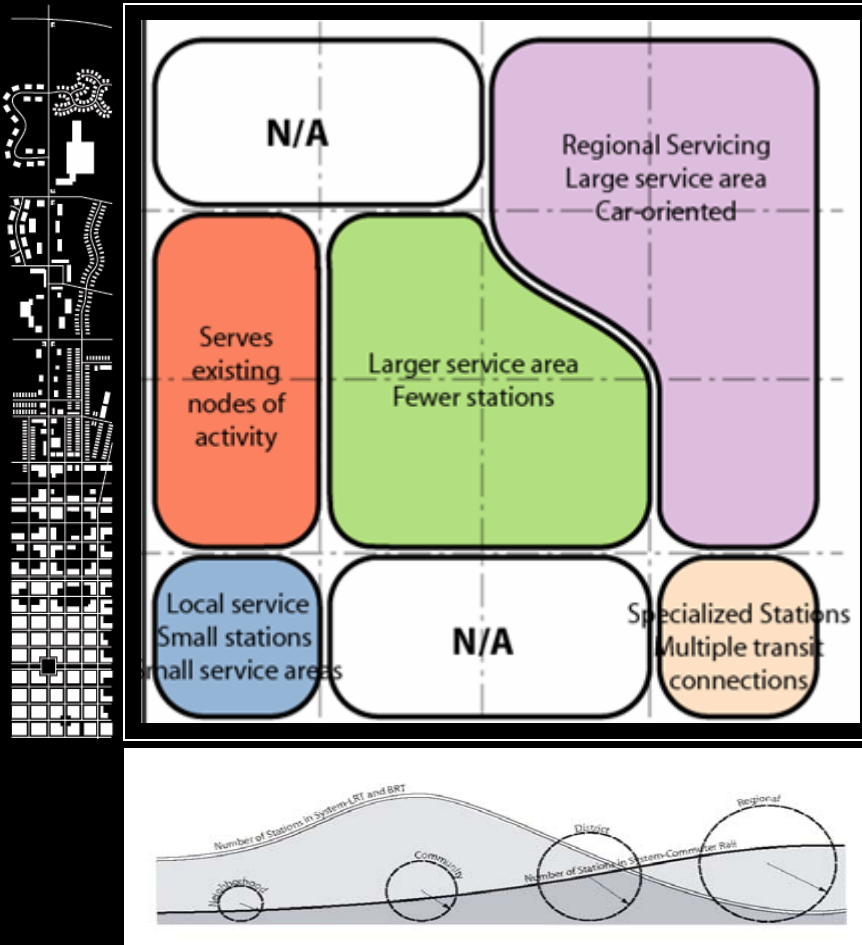 N/A
Regional Servicing
Large service area
Car-oriented
Serves
existing
nodes of
activity
Larger service area
Fewer stations
Local service
Small stations
Small service areas
N/A
Specialized Stations
Multiple transit
connections
Number of Stations in System-LRT and BRT
Regional
District
Community
Number of Stations in System-Commuter Rail
Neighborhood